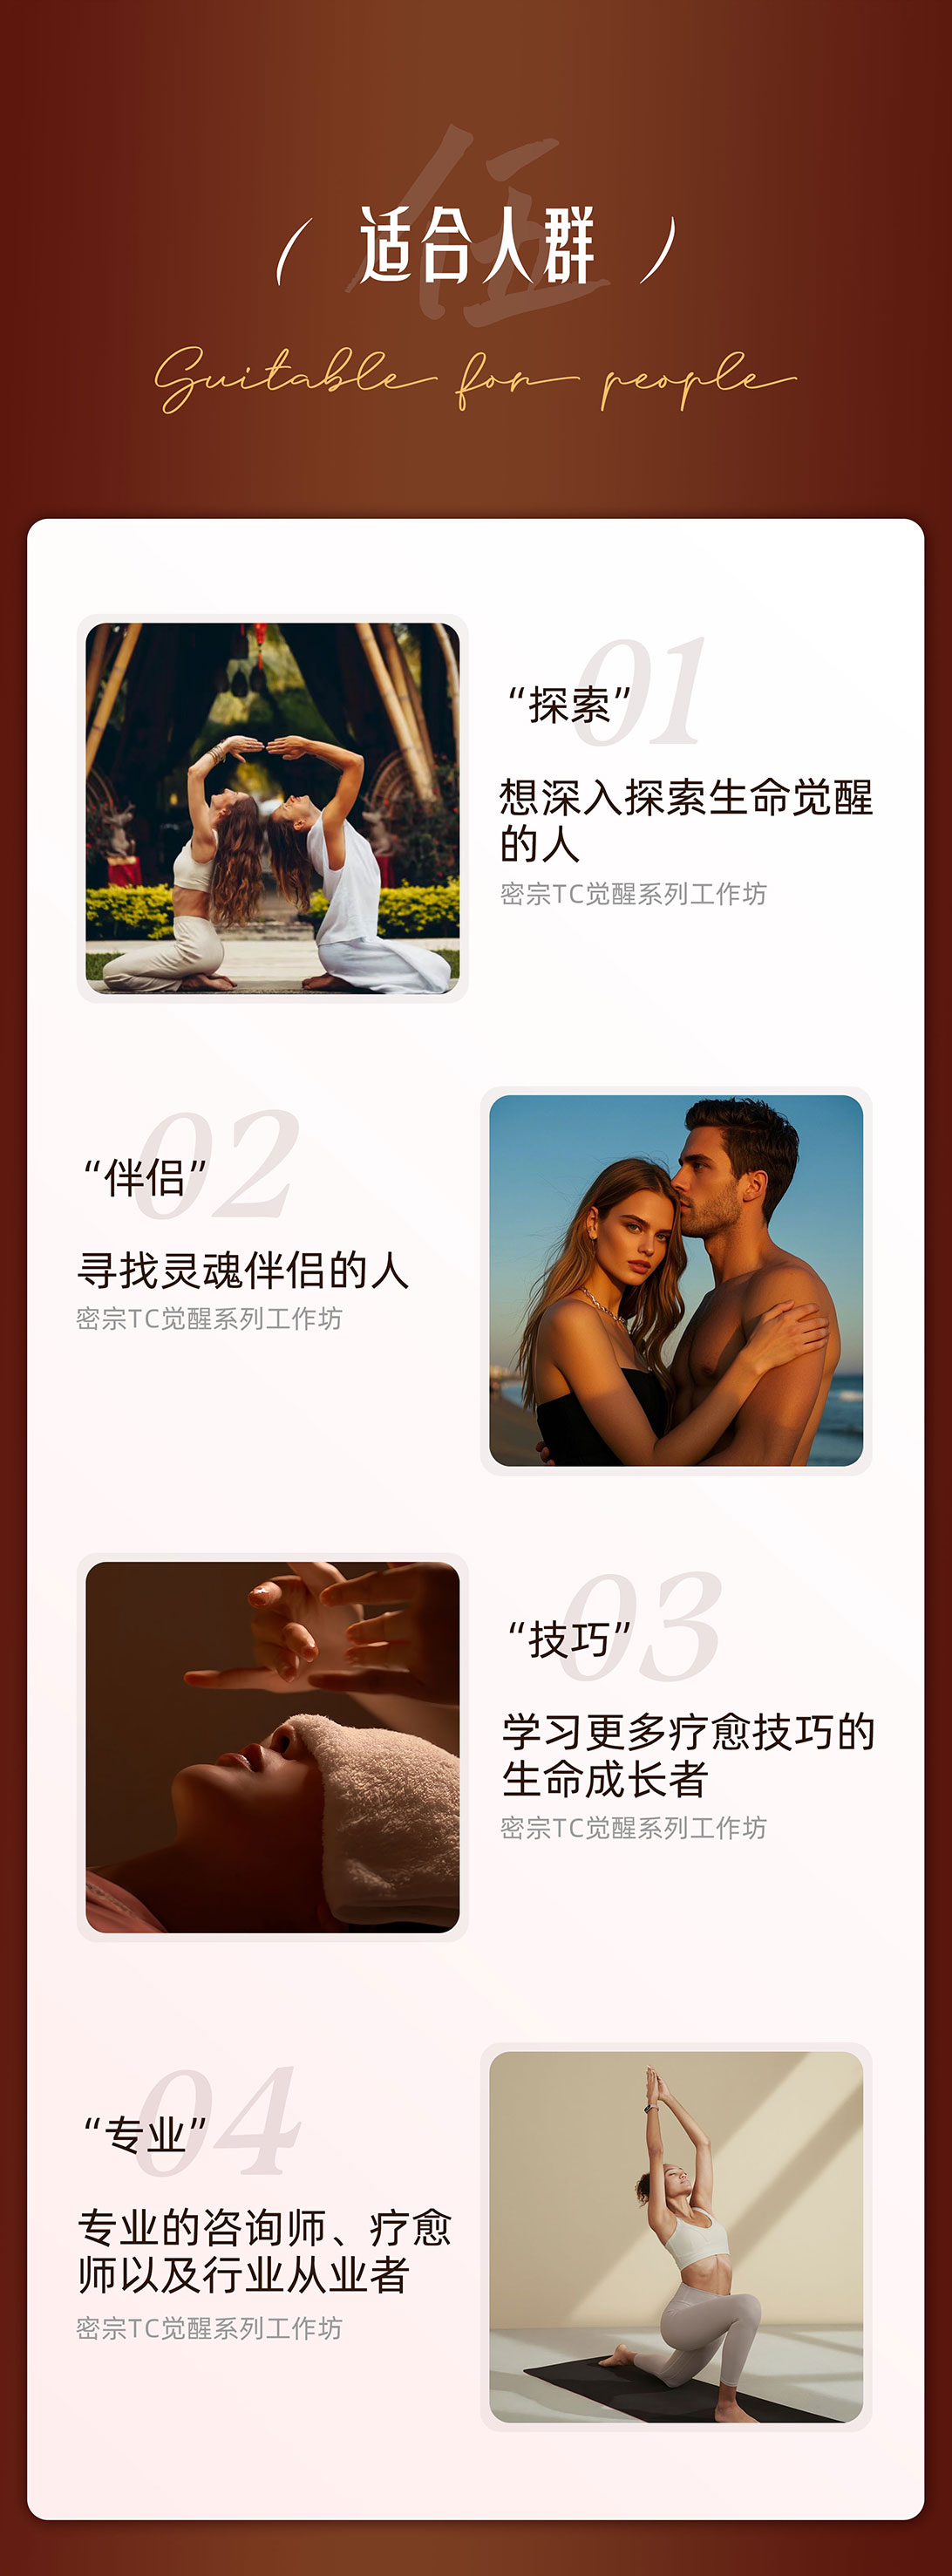 伍
（ 适合人群 ）
Suitable for people
01
“探索”
想深入探索生命觉醒
的人
密宗TC觉醒系列工作坊
02
“伴侣”
寻找灵魂伴侣的人
密宗TC觉醒系列工作坊
03
“技巧”
学习更多疗愈技巧的
生命成长者
密宗TC觉醒系列工作坊
04
“专业”
专业的咨询师、疗愈
师以及行业从业者
密宗TC觉醒系列工作坊